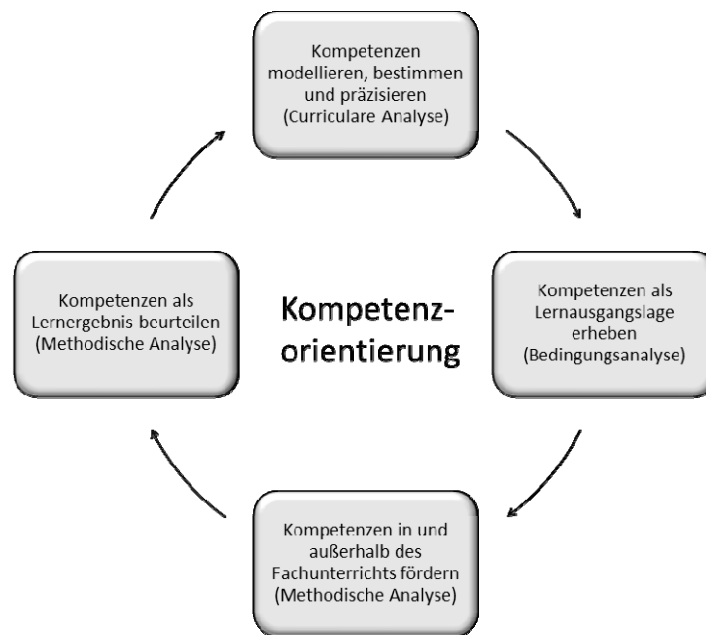 Kompetenzen
modellieren, bestimmen
und präzisieren
(Curriculare Analyse)
Kompetenzen als
Lernausgangslage
erheben
(Bedingungsanalyse)
Kompetenzen in und
außerhalb des
Fachunterrichts fördern
(Methodische Analyse)
Kompetenzen als
Lernergebnis beurteilen
(Methodische Analyse)
Kompetenz-
orientierung